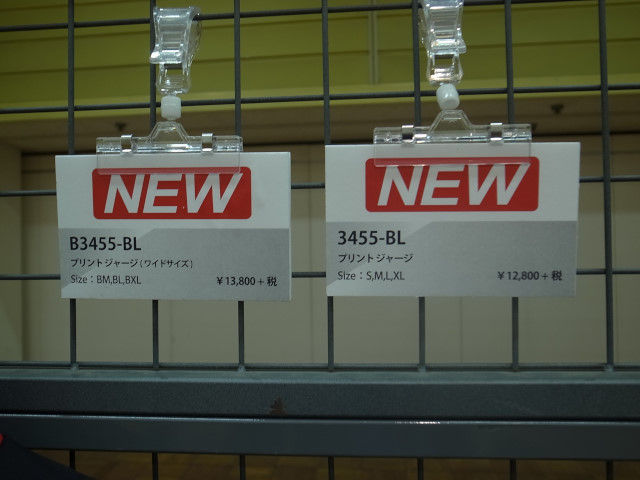 NEW
B3455-BL
プリントジャージ(ワイドサイズ)
Size：BM,BL,BXL
￥13,800+税
NEW
3455-BL
プリントジャージ
Size：S,M,L,XL
￥12,800+税